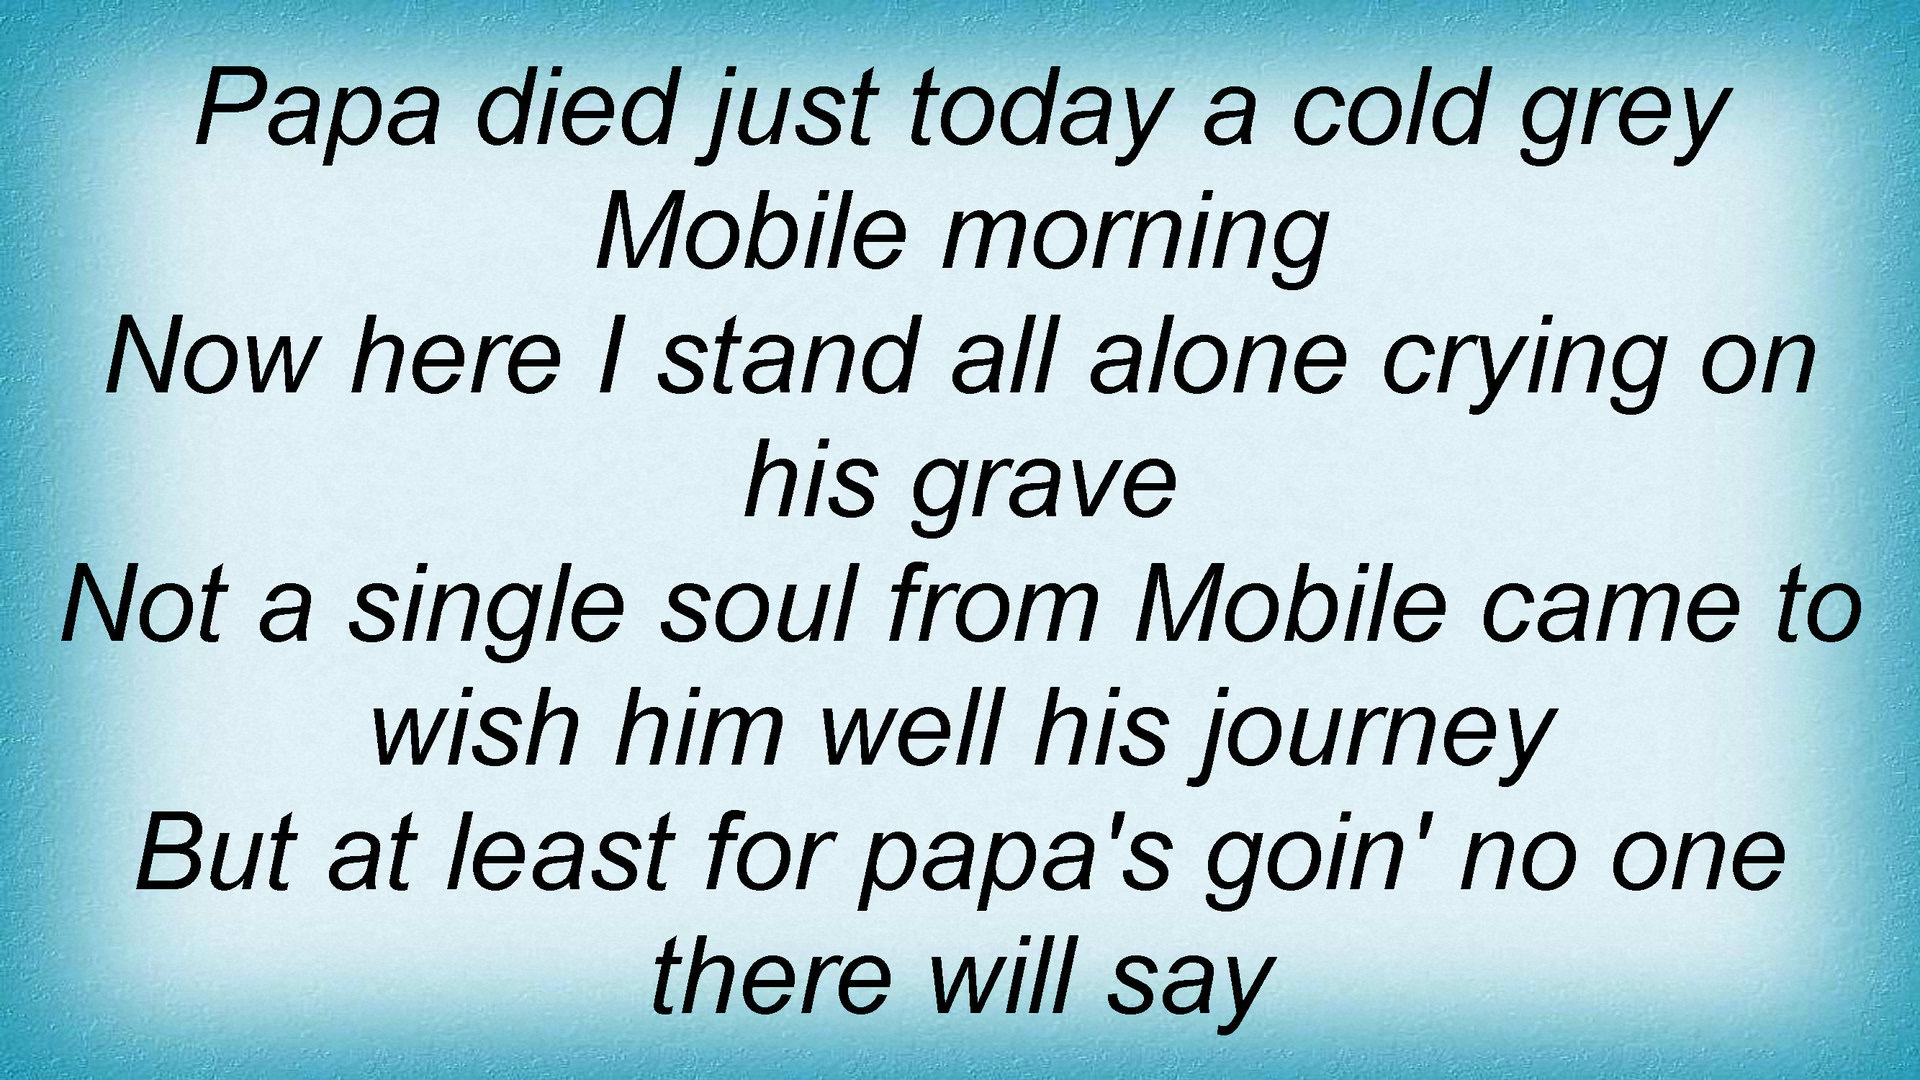 Papa died just today a cold grey
Mobile morning
Now here I stand all alone crying on
his grave
Not a single soul from Mobile came to
wish him well his journey
But at least for papa's goin' no one
there will say